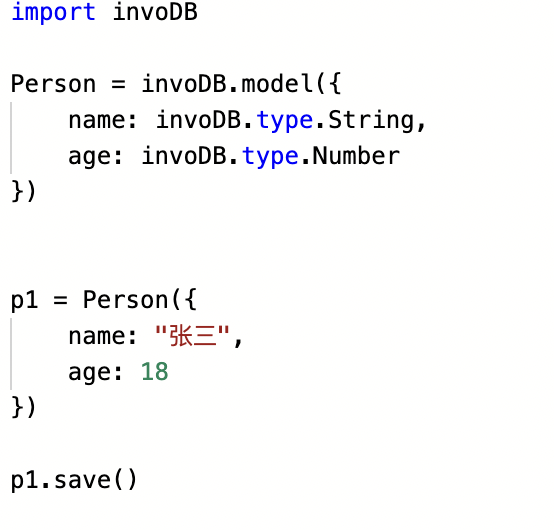 import invoDB
Person = invoDB.model({
    name: invoDB.type.String,
    age: invoDB.type.Number
})
p1 = Person({
    name: "张三",
    age: 18
})
p1.save()